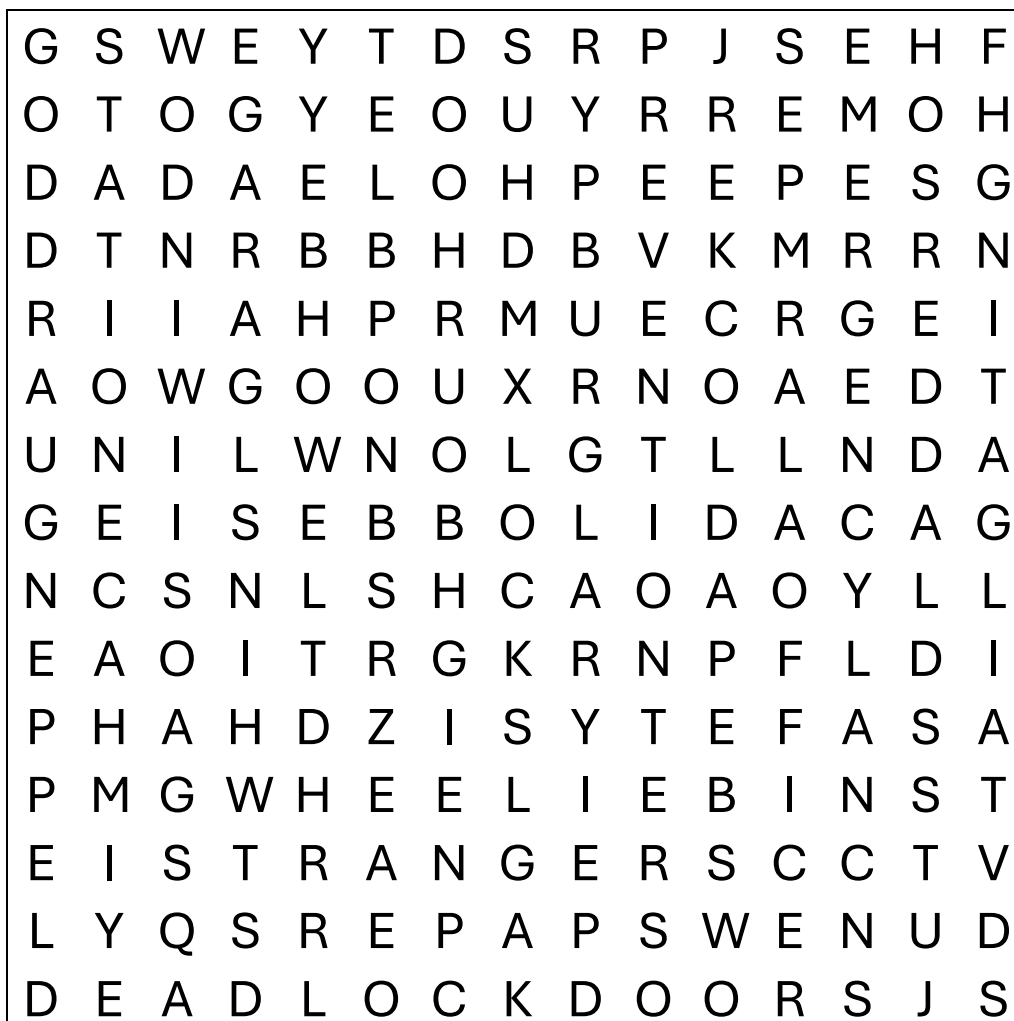 G S W E Y T D S R P J S E H F
O T O G Y E O U Y R R E M O H
D A D A E L O H P E E P E S G
D T N R B B H D B V K M R R N
R I I A H P R M U E C R G E I
A O W G O O U X R N O A E D T
U N I L W N O L G T L L N D A
G E I S E B B O L I D A C A G
N C S N L S H C A O A O Y L L
E A O I T R G K R N P F L D I
P H A H D Z I S Y T E F A S A
P M G W H E E L I E B I N S T
E I S T R A N G E R S C C T V
L Y Q S R E P A P S W E N U D
D E A D L O C K D O O R S J S